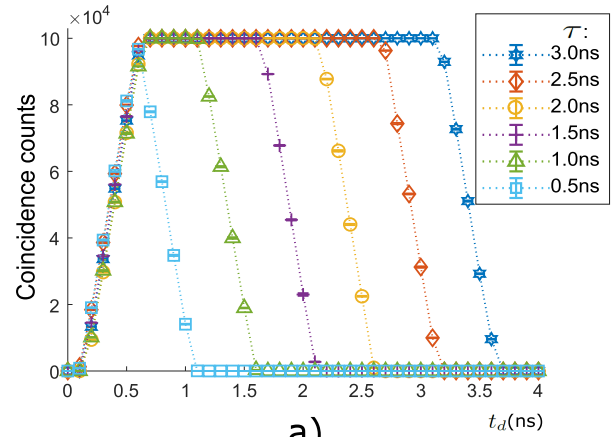 ×10⁴
τ:
3.0ns
2.5ns
2.0ns
1.5ns
1.0ns
0.5ns
Coincidence counts
10
8
6
4
2
0
0 0.5 1 1.5 2 2.5 3 3.5 4
t_d(ns)
a)